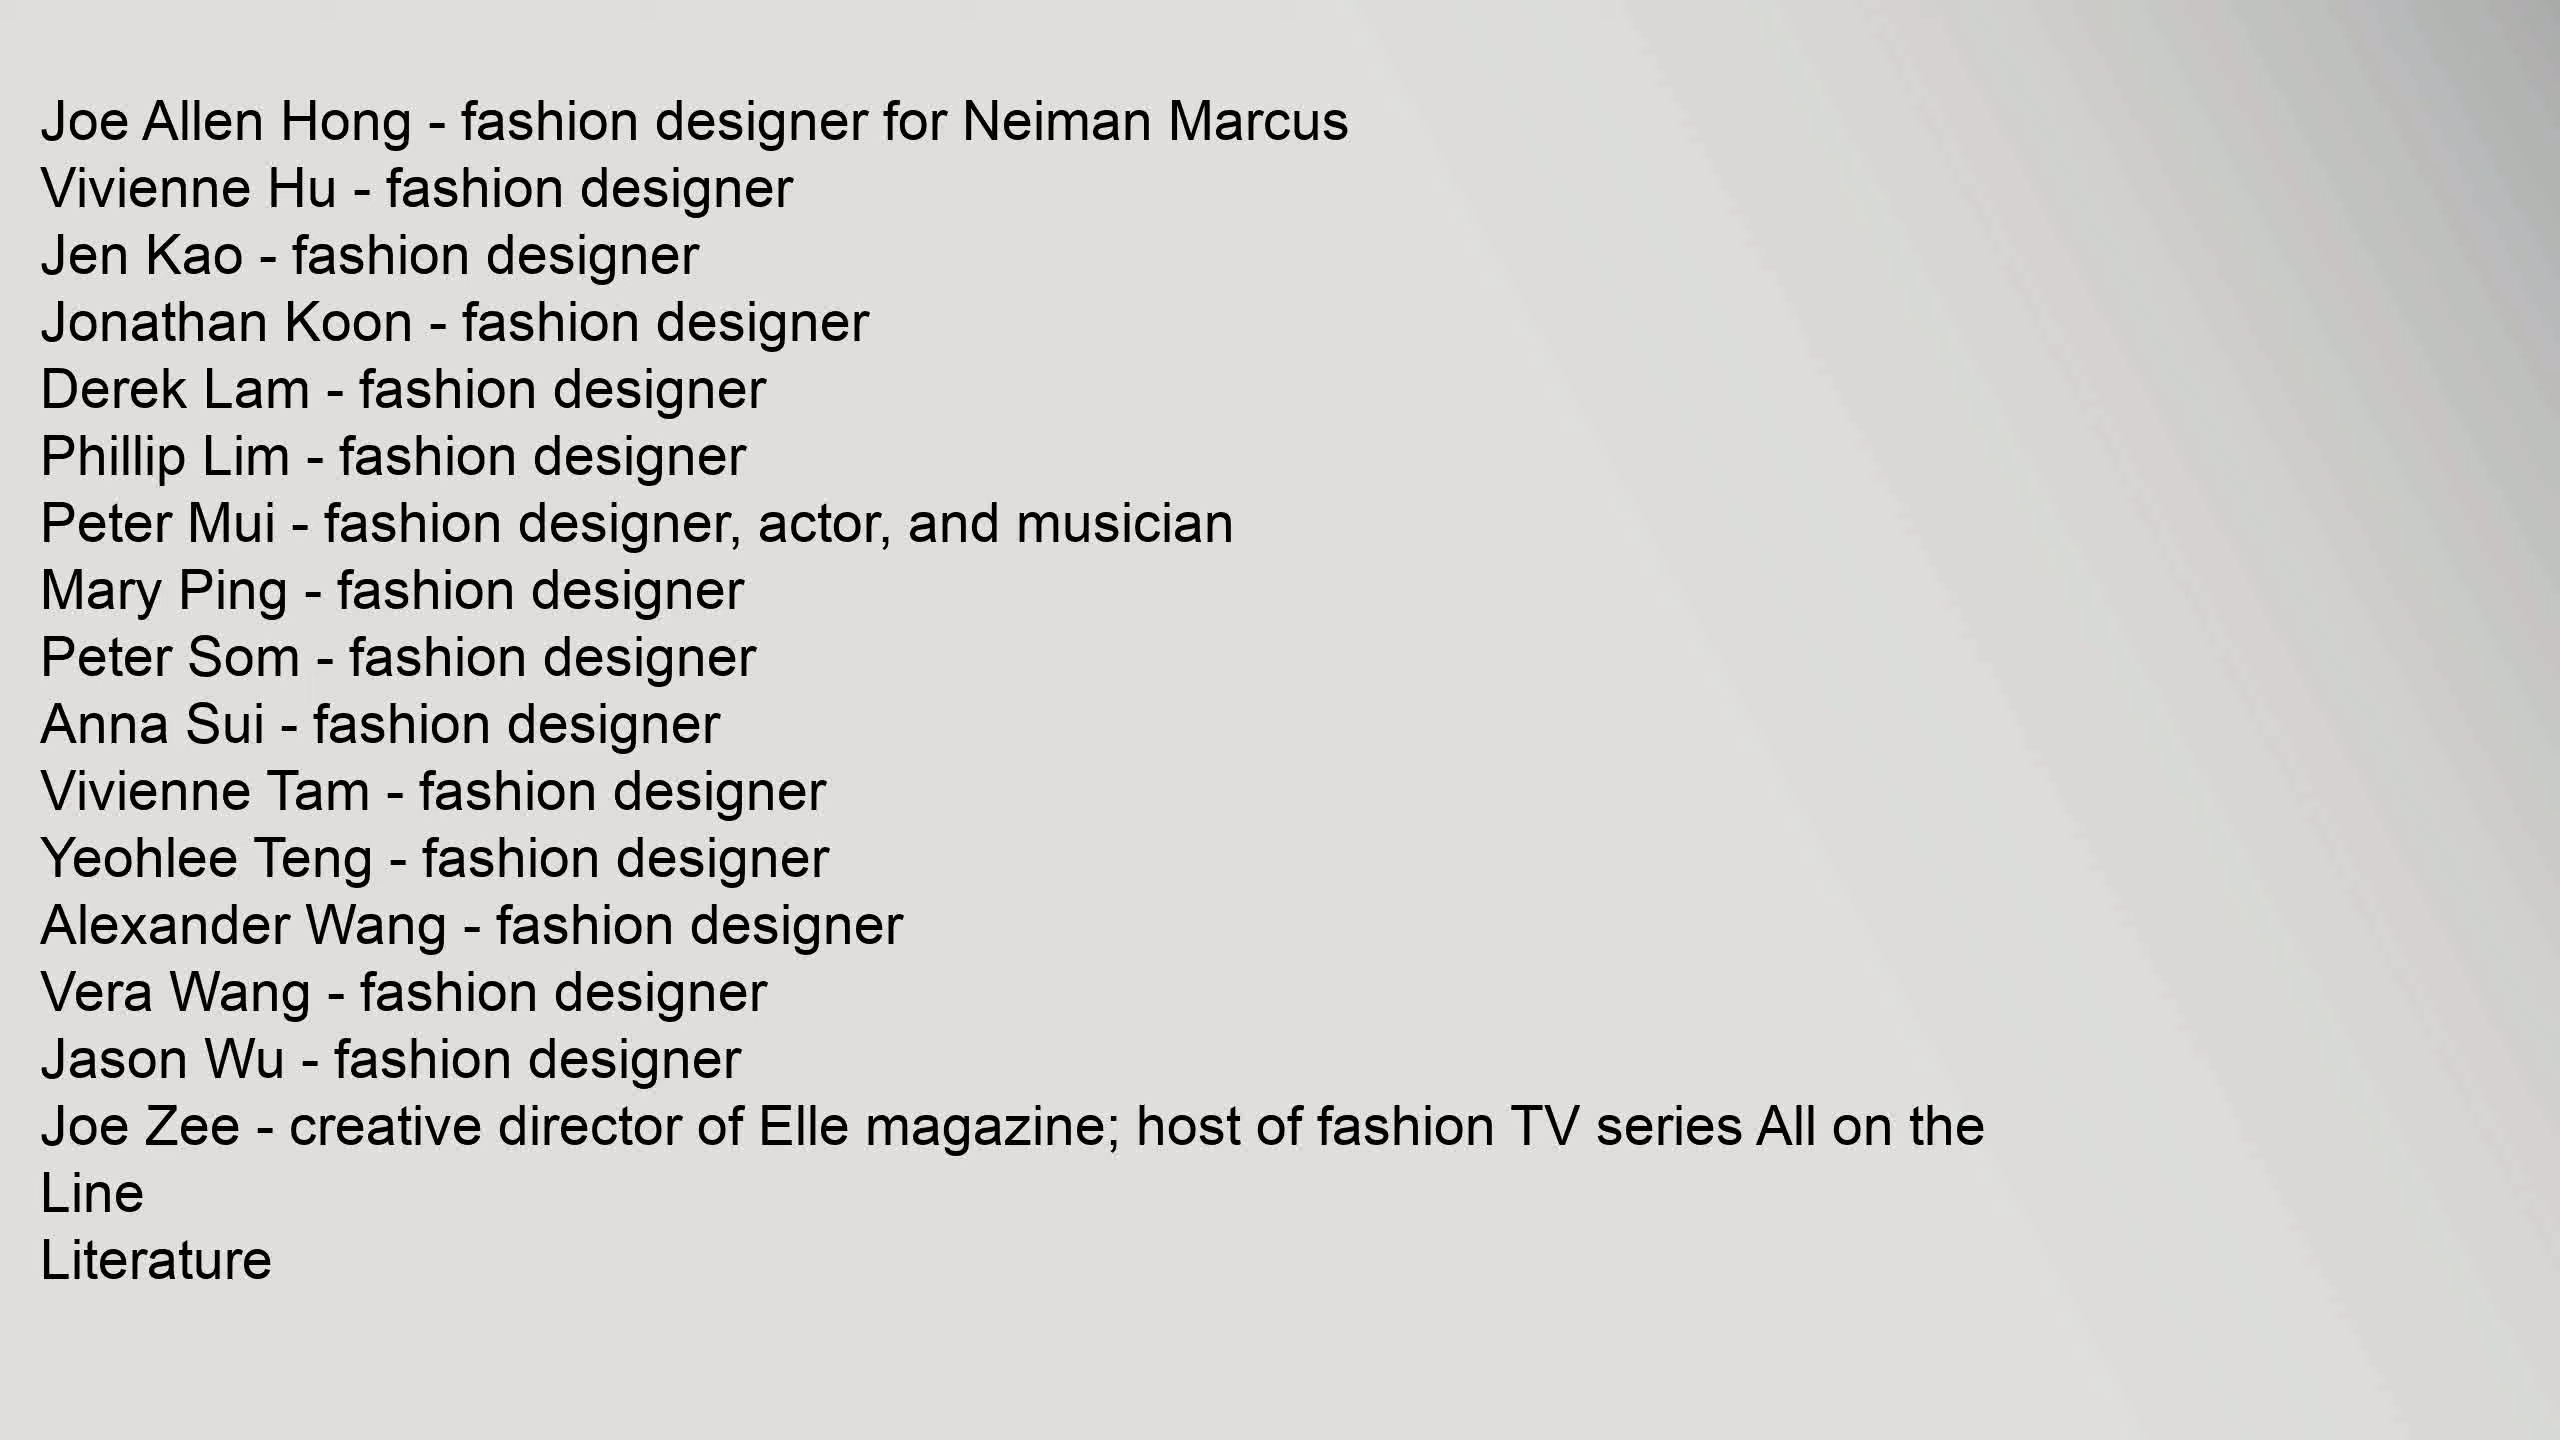 Joe Allen Hong - fashion designer for Neiman Marcus
Vivienne Hu - fashion designer
Jen Kao - fashion designer
Jonathan Koon - fashion designer
Derek Lam - fashion designer
Phillip Lim - fashion designer
Peter Mui - fashion designer, actor, and musician
Mary Ping - fashion designer
Peter Som - fashion designer
Anna Sui - fashion designer
Vivienne Tam - fashion designer
Yeohlee Teng - fashion designer
Alexander Wang - fashion designer
Vera Wang - fashion designer
Jason Wu - fashion designer
Joe Zee - creative director of Elle magazine; host of fashion TV series All on the
Line
Literature